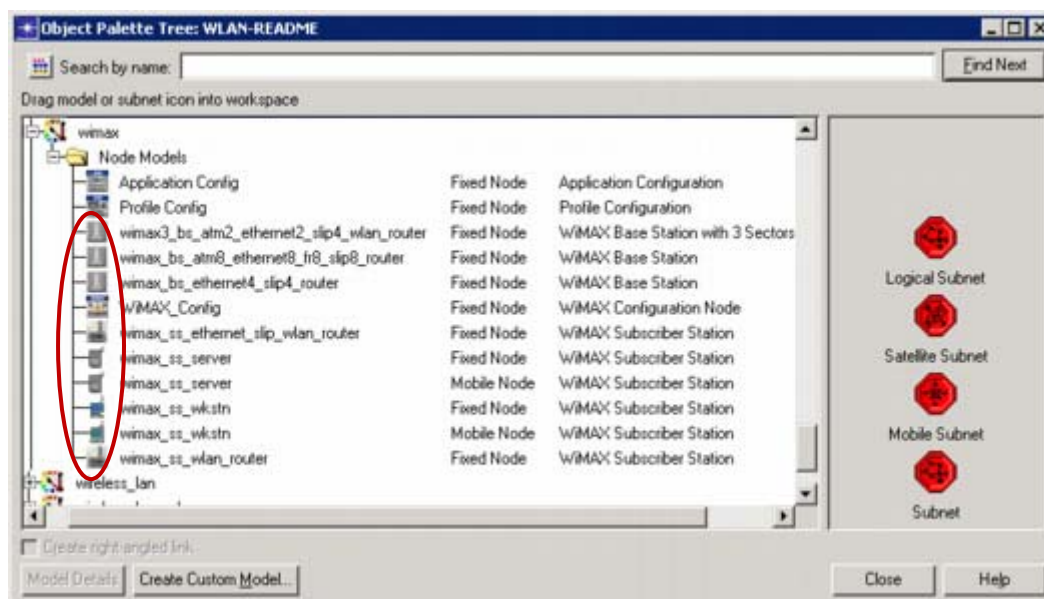 Object Palette Tree: WLAN-README
Search by name:
Find Next
Drag model or subnet icon into workspace
wimax
Node Models
Application Config Fixed Node Application Configuration
Profile Config Fixed Node Profile Configuration
wimax3_bs_atm2_ethernet2_slip4_wlan_router Fixed Node WiMAX Base Station with 3 Sectors
wimax_bs_atm8_ethernet8_fr8_slip8_router Fixed Node WiMAX Base Station
wimax_bs_ethernet4_slip4_router Fixed Node WiMAX Base Station
WiMAX_Config Fixed Node WiMAX Configuration Node
wimax_ss_ethernet_slip_wlan_router Fixed Node WiMAX Subscriber Station
wimax_ss_server Fixed Node WiMAX Subscriber Station
wimax_ss_server Mobile Node WiMAX Subscriber Station
wimax_ss_wkstn Fixed Node WiMAX Subscriber Station
wimax_ss_wkstn Mobile Node WiMAX Subscriber Station
wimax_ss_wlan_router Fixed Node WiMAX Subscriber Station
wireless_lan
Logical Subnet
Satellite Subnet
Mobile Subnet
Subnet
Create right-angled link
Model Details
Create Custom Model...
Close
Help